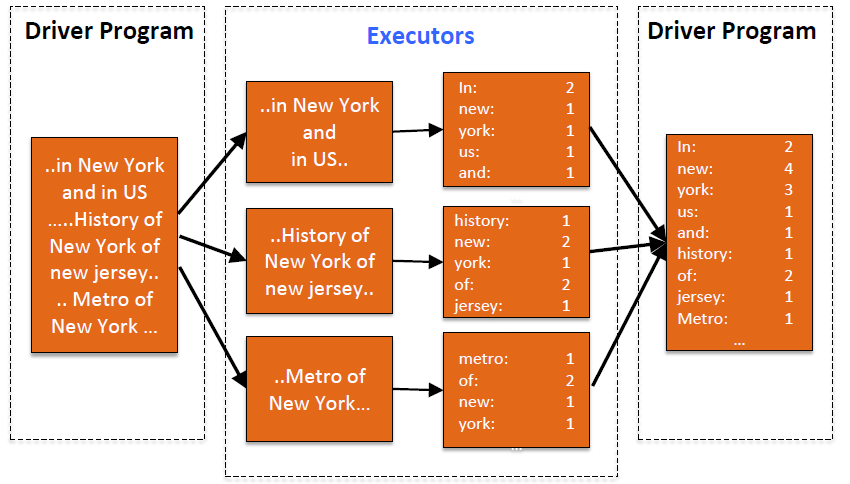 Driver Program
Executors
Driver Program
..in New York
and in US
…..History of
New York of
new jersey..
.. Metro of
New York …
..in New York
and
in US..
In: 2
new: 1
york: 1
us: 1
and: 1
...
..History of
New York of
new jersey..
history: 1
new: 2
york: 1
of: 2
jersey: 1
..Metro of
New York…
metro: 1
of: 2
new: 1
york: 1
...
In: 2
new: 4
york: 3
us: 1
and: 1
history: 1
of: 2
jersey: 1
Metro: 1
...